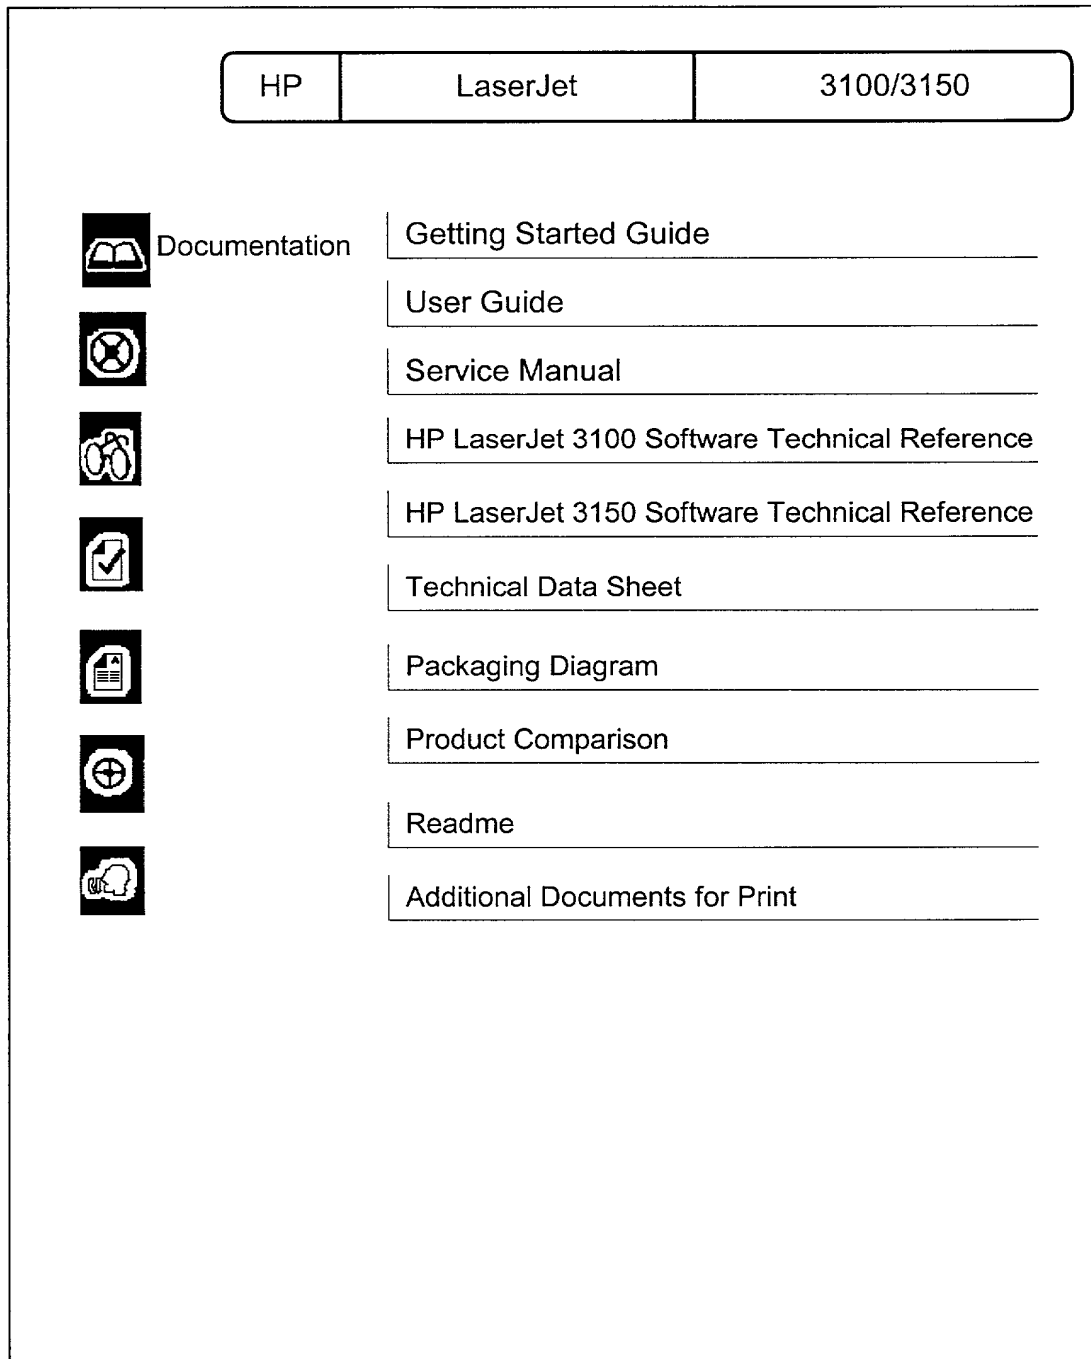 HP LaserJet 3100/3150
Documentation
Getting Started Guide
User Guide
Service Manual
HP LaserJet 3100 Software Technical Reference
HP LaserJet 3150 Software Technical Reference
Technical Data Sheet
Packaging Diagram
Product Comparison
Readme
Additional Documents for Print